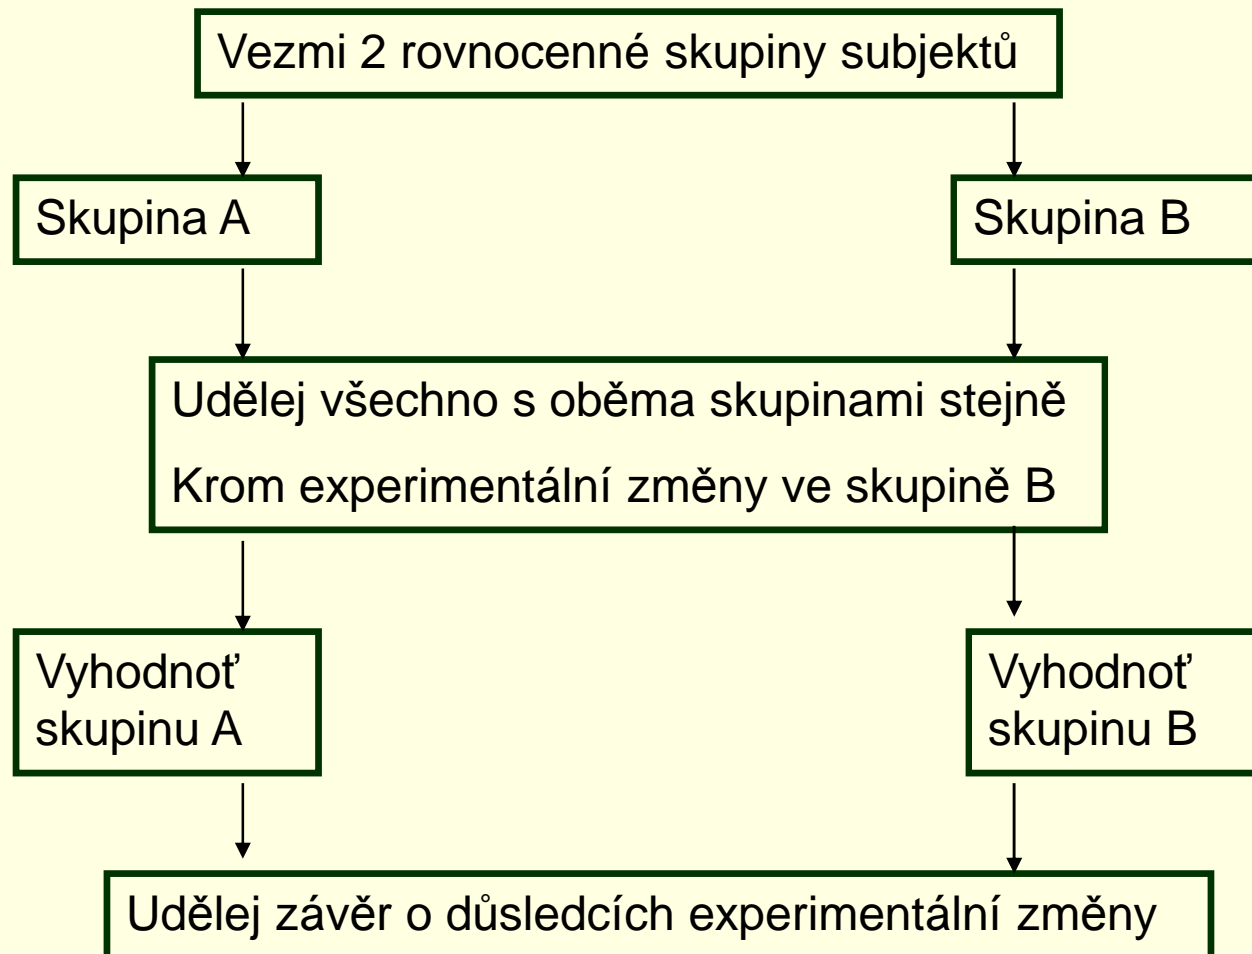 Vezmi 2 rovnocenné skupiny subjektů
Skupina A
Skupina B
Udělej všechno s oběma skupinami stejně
Krom experimentální změny ve skupině B
Vyhodnoť
skupinu A
Vyhodnoť
skupinu B
Udělej závěr o důsledcích experimentální změny